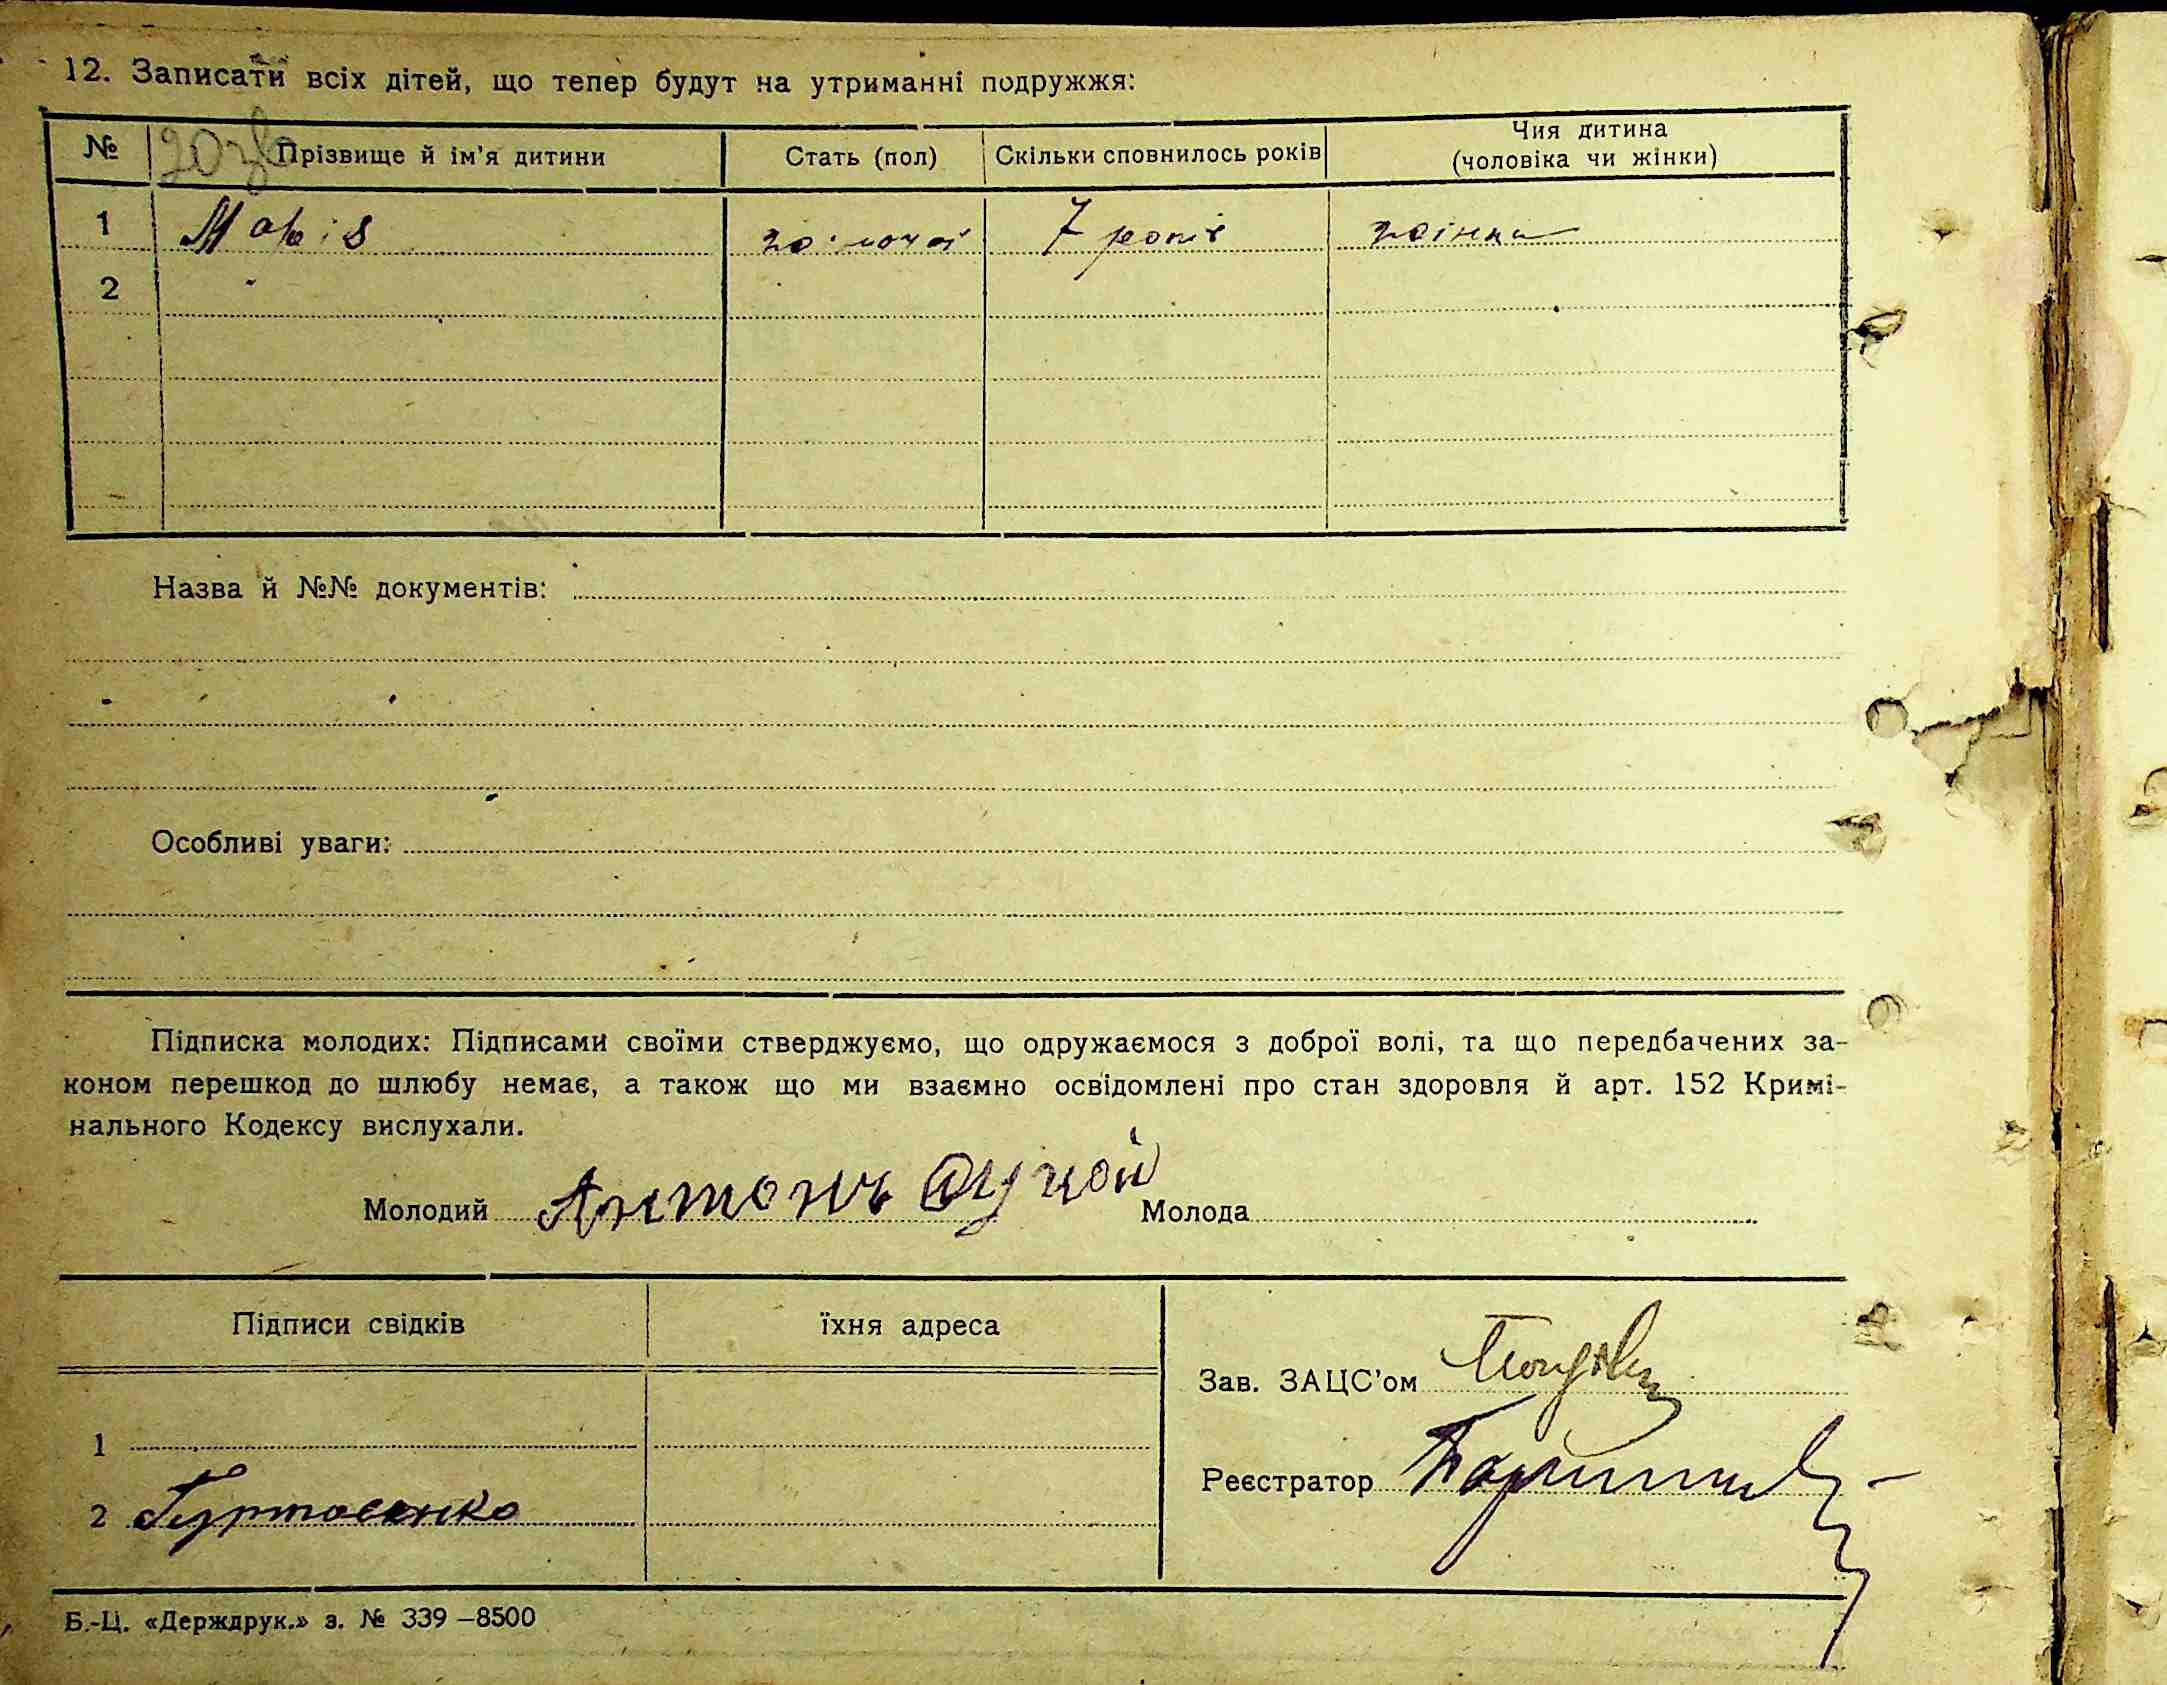 12. Записати всіх дітей, що тепер будут на утриманні подружжя:
№ Прізвище й ім'я дитини Стать (пол) Скільки сповнилось років Чия дитина (чоловіка чи жінки)
1 Марія жіночої 7 років жінки
2
Назва й №№ документів:
Особливі уваги:
Підписка молодих: Підписами своїми стверджуємо, що одружаємося з доброї волі, та що передбачених за-
коном перешкод до шлюбу немає, а також що ми взаємно освідомлені про стан здоровля й арт. 152 Кримі-
нального Кодексу вислухали.
Молодий Антонъ Молода
Підписи свідків їхня адреса
Зав. ЗАЦС'ом
1
Реєстратор
2
Б.-Ц. «Держдрук.» з. № 339 –8500